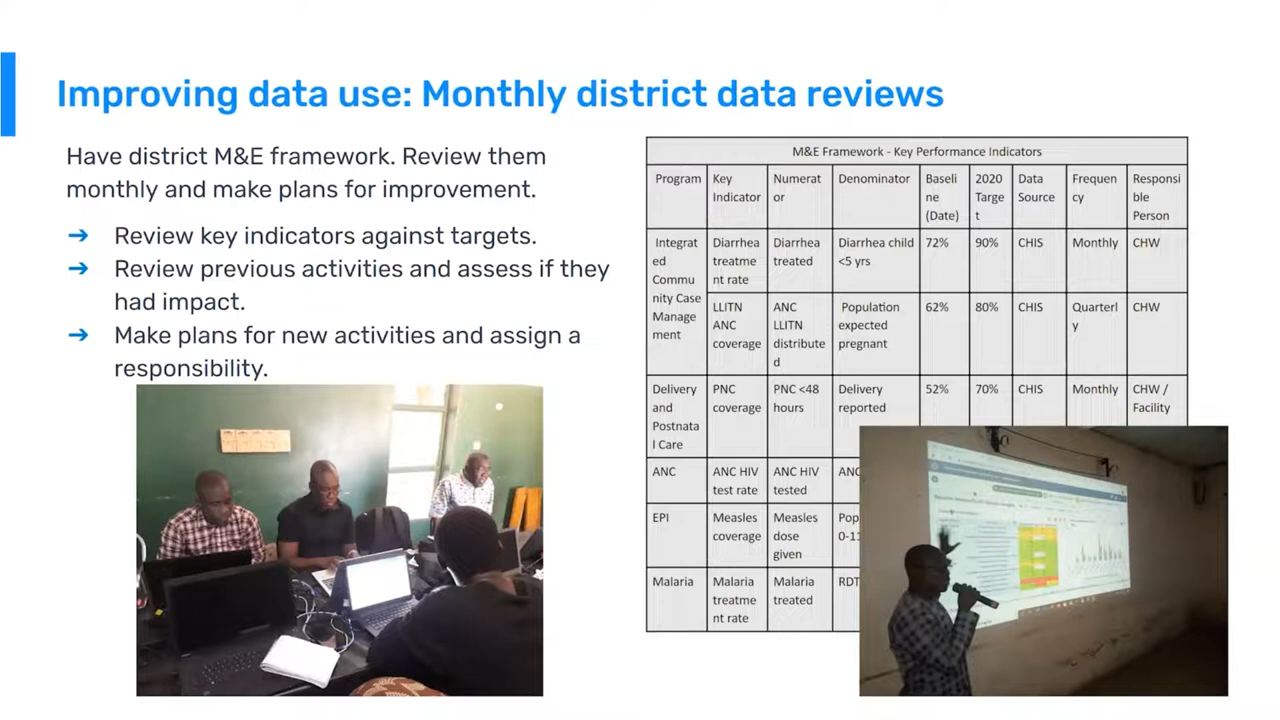 Improving data use: Monthly district data reviews
Have district M&E framework. Review them
monthly and make plans for improvement.
➔ Review key indicators against targets.
➔ Review previous activities and assess if they
had impact.
➔ Make plans for new activities and assign a
responsibility.
M&E Framework - Key Performance Indicators
Program Key Indicator Numerator Denominator Baseline (Date) 2020 Target Data Source Frequency Responsible Person
Integrated Community Case Management Diarrhea treatment rate Diarrhea treated Diarrhea child <5 yrs 72% 90% CHIS Monthly CHW
LLITN ANC coverage ANC LLITN distributed Population expected pregnant 62% 80% CHIS Quarterly CHW
Delivery and Postnatal Care PNC coverage PNC <48 hours Delivery reported 52% 70% CHIS Monthly CHW / Facility
ANC ANC HIV test rate ANC HIV tested ANC
EPI Measles coverage Measles dose given Pop 0-11
Malaria Malaria treatment rate Malaria treated RDT